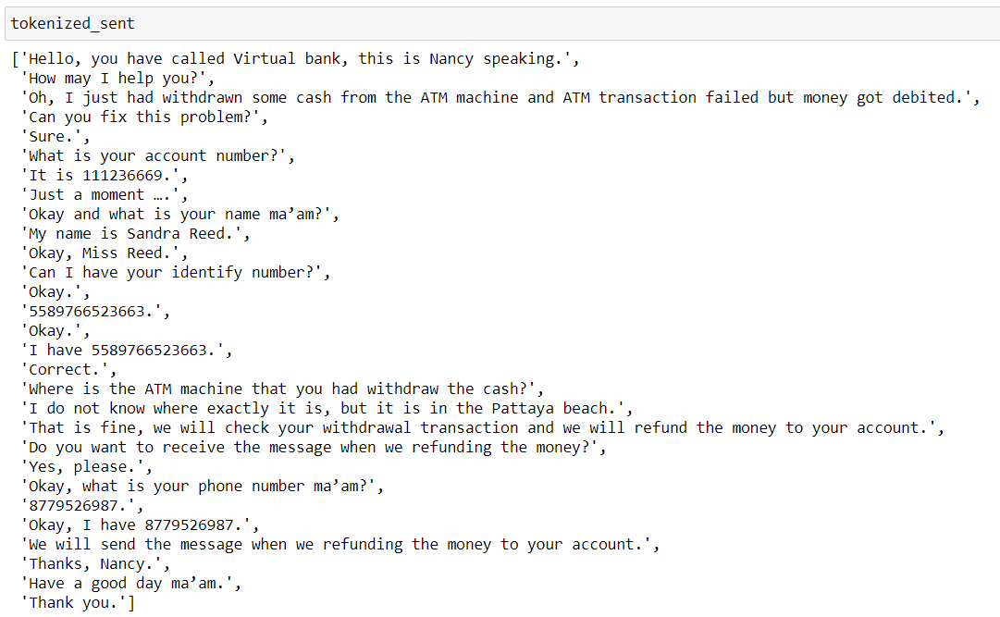 tokenized_sent
['Hello, you have called Virtual bank, this is Nancy speaking.',
'How may I help you?',
'Oh, I just had withdrawn some cash from the ATM machine and ATM transaction failed but money got debited.',
'Can you fix this problem?',
'Sure.',
'What is your account number?',
'It is 111236669.',
'Just a moment ….',
'Okay and what is your name ma’am?',
'My name is Sandra Reed.',
'Okay, Miss Reed.',
'Can I have your identify number?',
'Okay.',
'5589766523663.',
'Okay.',
'I have 5589766523663.',
'Correct.',
'Where is the ATM machine that you had withdraw the cash?',
'I do not know where exactly it is, but it is in the Pattaya beach.',
'That is fine, we will check your withdrawal transaction and we will refund the money to your account.',
'Do you want to receive the message when we refunding the money?',
'Yes, please.',
'Okay, what is your phone number ma’am?',
'8779526987.',
'Okay, I have 8779526987.',
'We will send the message when we refunding the money to your account.',
'Thanks, Nancy.',
'Have a good day ma’am.',
'Thank you.']